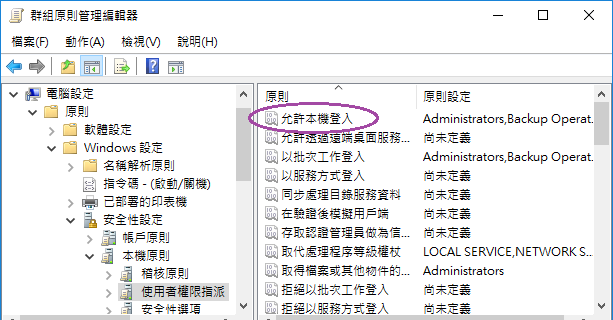 群組原則管理編輯器
檔案(F) 動作(A) 檢視(V) 說明(H)
電腦設定
原則
軟體設定
Windows 設定
名稱解析原則
指令碼 - (啟動/關機)
已部署的印表機
安全性設定
帳戶原則
本機原則
稽核原則
使用者權限指派
安全性選項
原則 原則設定
允許本機登入 Administrators,Backup Operat...
允許透過遠端桌面服務... 尚未定義
以批次工作登入 尚未定義
以服務方式登入 尚未定義
同步處理目錄服務資料 尚未定義
在驗證後模擬用戶端 尚未定義
存取認證管理員做為信... 尚未定義
取代處理程序等級權杖 LOCAL SERVICE,NETWORK S...
取得檔案或其他物件的... Administrators
拒絕以批次工作登入 尚未定義
拒絕以服務方式登入 尚未定義